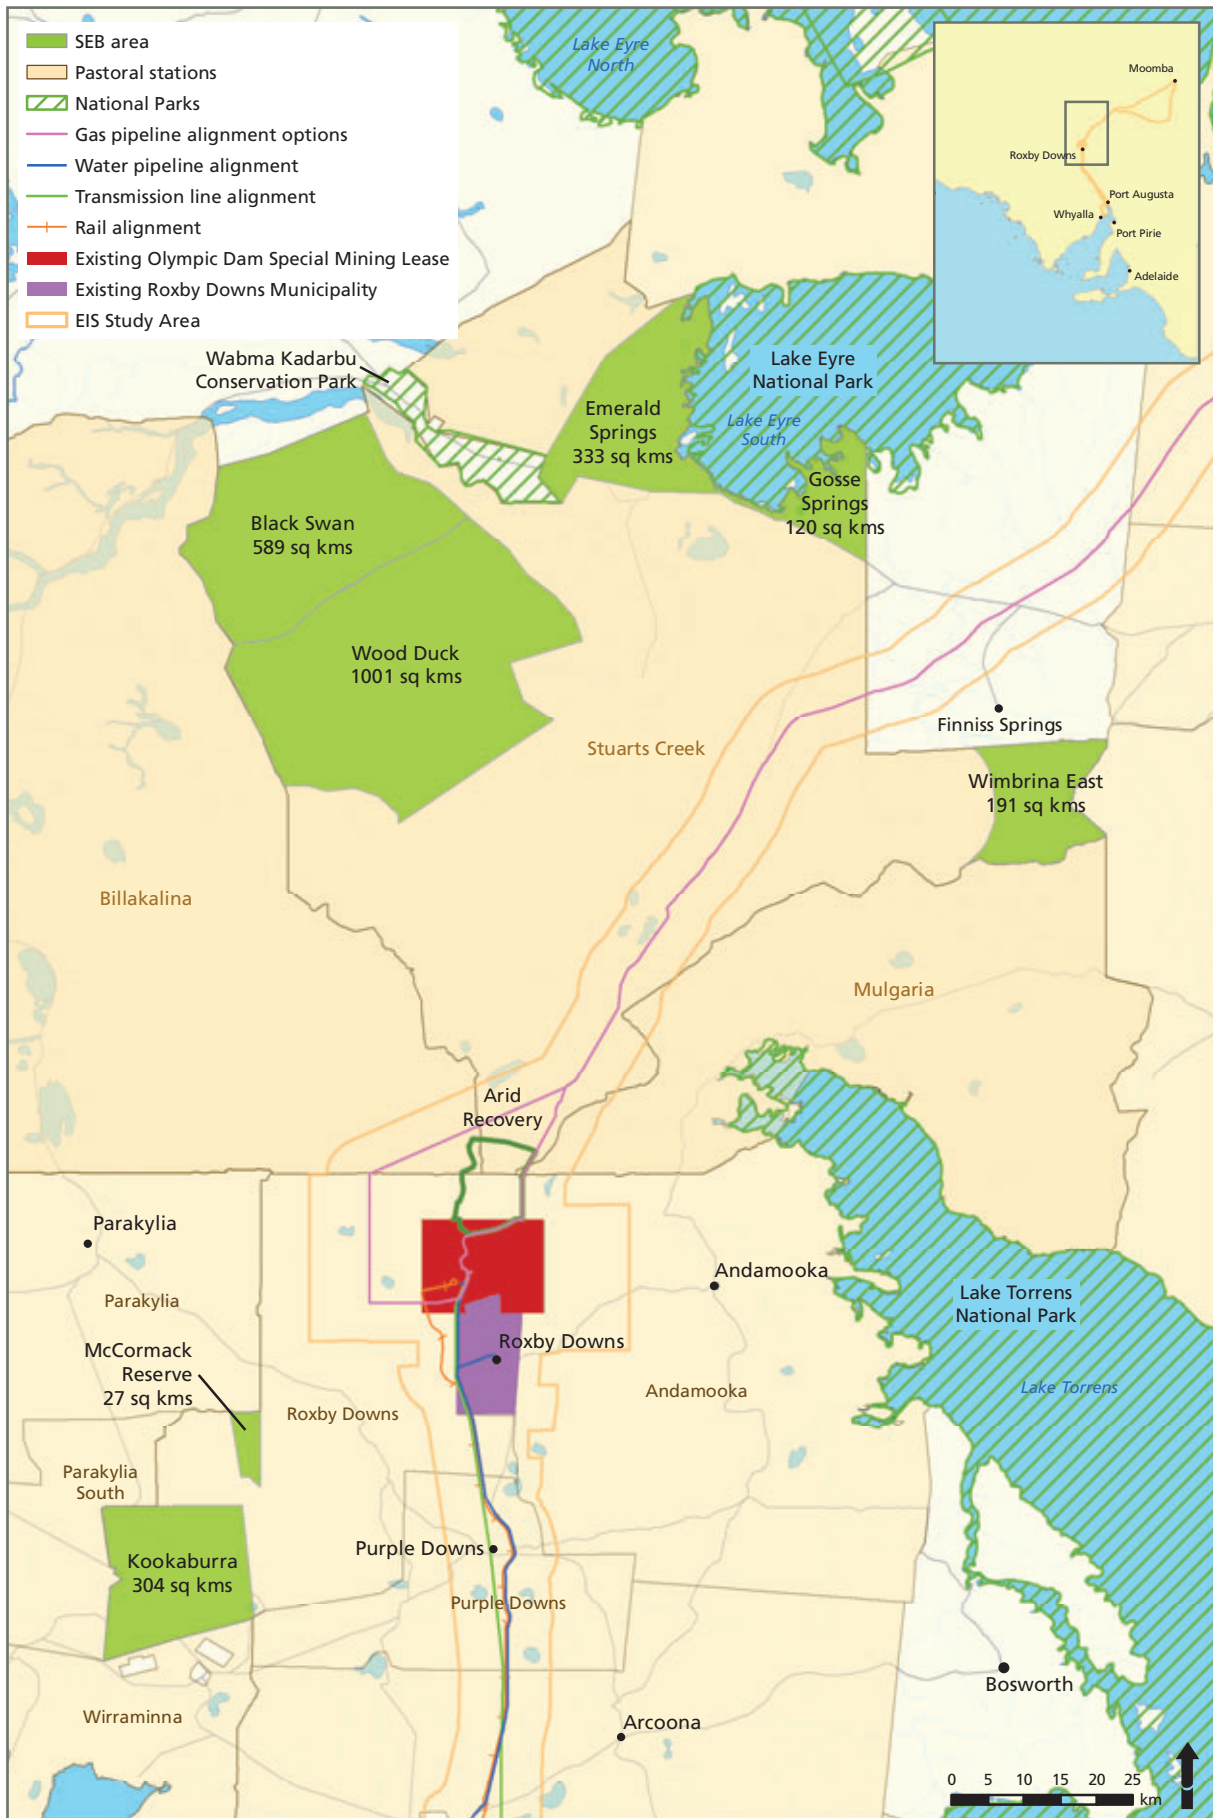 SEB area
Pastoral stations
National Parks
Gas pipeline alignment options
Water pipeline alignment
Transmission line alignment
Rail alignment
Existing Olympic Dam Special Mining Lease
Existing Roxby Downs Municipality
EIS Study Area
Lake Eyre
North
Moomba
Roxby Downs
Port Augusta
Whyalla
Port Pirie
Adelaide
Wabma Kadarbu
Conservation Park
Lake Eyre
National Park
Emerald
Springs
333 sq kms
Lake Eyre
South
Gosse
Springs
120 sq kms
Black Swan
589 sq kms
Wood Duck
1001 sq kms
Finniss Springs
Stuarts Creek
Wimbrina East
191 sq kms
Billakalina
Mulgaria
Arid
Recovery
Parakylia
Andamooka
Parakylia
Lake Torrens
National Park
McCormack
Reserve
27 sq kms
Roxby Downs
Andamooka
Lake Torrens
Roxby Downs
Parakylia
South
Purple Downs
Kookaburra
304 sq kms
Purple Downs
Bosworth
Wirraminna
Arcoona
0 5 10 15 20 25
km